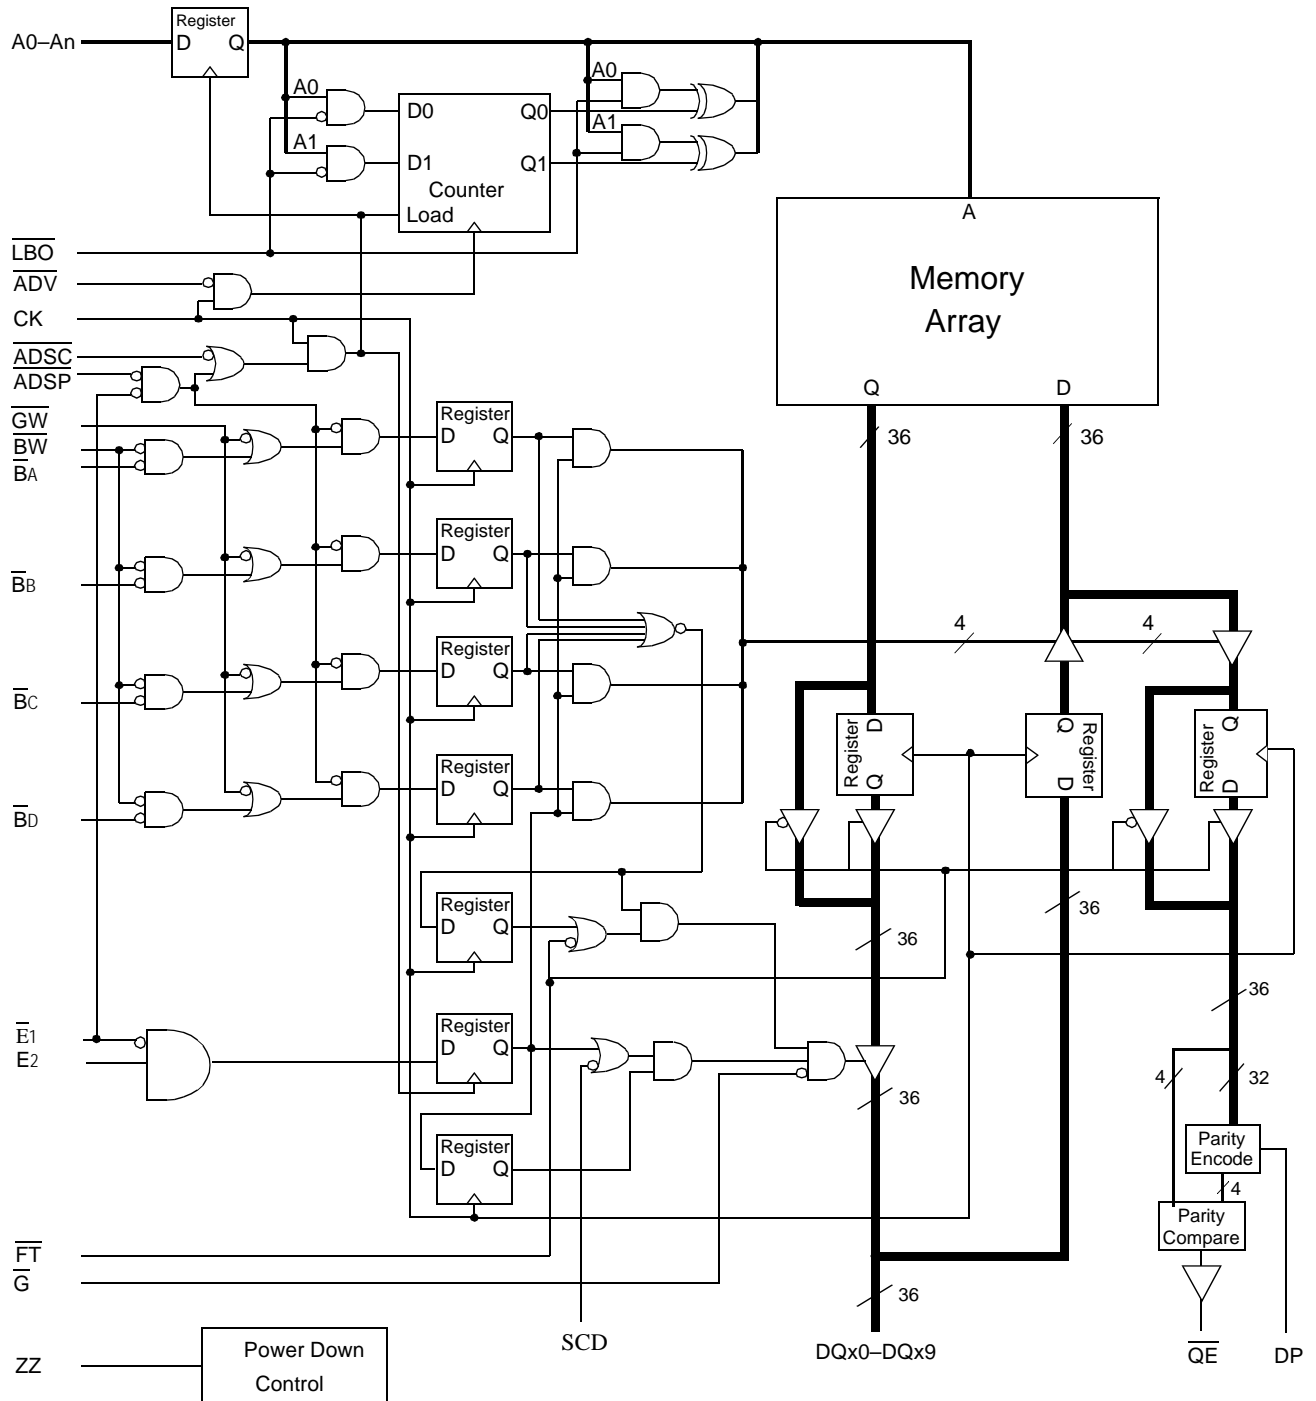 Register
A0–An
D Q
A0
A0
D0
Q0
A1
A1
D1
Q1
Counter
Load
A
LBO
Memory
ADV
Array
CK
ADSC
ADSP
Q
D
GW
Register
BW
D Q
36
36
BA
Register
D Q
BB
4
4
Register
D Q
BC
D
Q
Register
Q
Register
D
Q
Register
D
Register
D Q
BD
Register
D Q
36
36
36
Register
E1
D Q
E2
4
32
36
Register
D Q
Parity
Encode
4
Parity
Compare
FT
G
36
SCD
DQx0–DQx9
QE
DP
ZZ
Power Down
Control